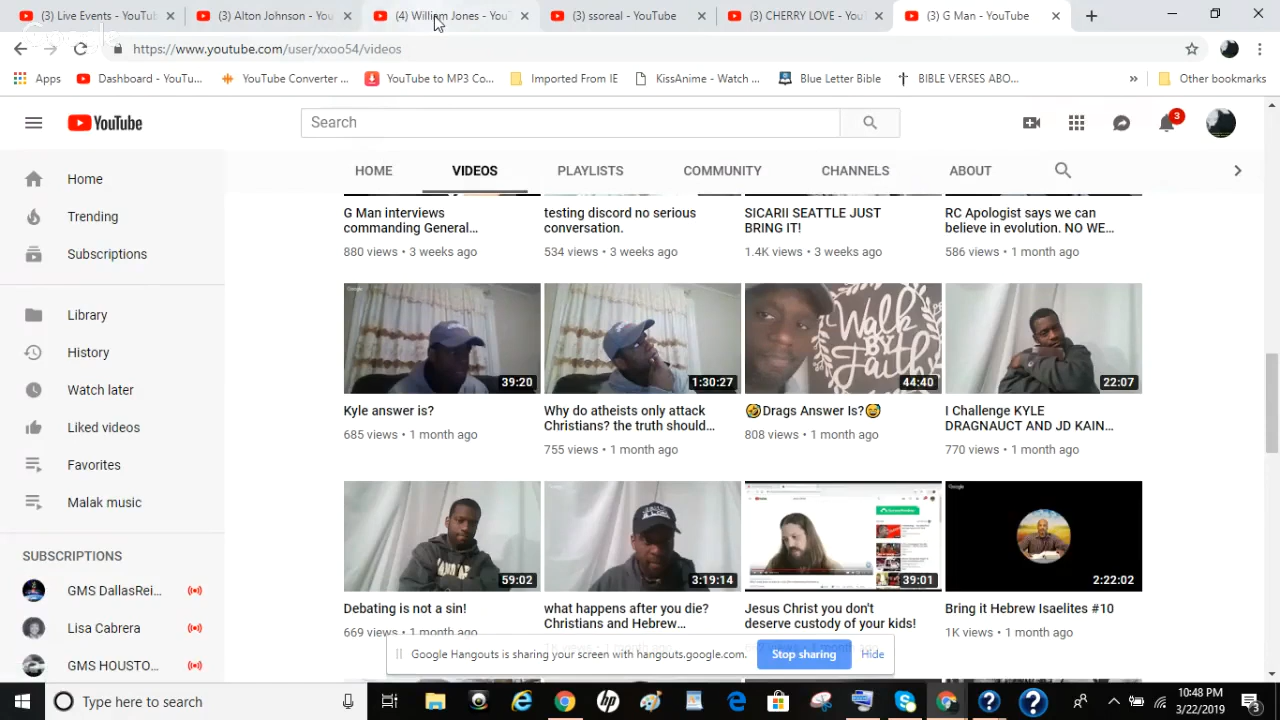 (3) Live Events - YouTub
(3) Alton Johnson - YouT
(4) William Jones - You
(3) ssoreal - YouTube
(3) CHERRY LOVE - YouT
(3) G Man - YouTube
https://www.youtube.com/user/xxoo54/videos
Apps
Dashboard - YouTu...
YouTube Converter ...
YouTube to MP3 Co...
Imported From IE
KissAnime - Watch ...
Blue Letter Bible
BIBLE VERSES ABO...
»
Other bookmarks
YouTube
Search
3
HOME
VIDEOS
PLAYLISTS
COMMUNITY
CHANNELS
ABOUT
Home
Trending
Subscriptions
Library
History
Watch later
Liked videos
Favorites
Malak music
SUBSCRIPTIONS
GMS DallasRei...
Lisa Cabrera
GMS HOUSTO...
G Man interviews
commanding General...
880 views • 3 weeks ago
testing discord no serious
conversation.
534 views • 3 weeks ago
SICARII SEATTLE JUST
BRING IT!
1.4K views • 3 weeks ago
RC Apologist says we can
believe in evolution. NO WE...
586 views • 1 month ago
39:20
Kyle answer is?
685 views • 1 month ago
1:30:27
Why do atheists only attack
Christians? the truth should...
755 views • 1 month ago
Walk
BY
Faith
44:40
🤣Drags Answer Is?😅
808 views • 1 month ago
22:07
I Challenge KYLE
DRAGNAUCT AND JD KAIN...
770 views • 1 month ago
59:02
Debating is not a sin!
669 views • 1 month ago
3:19:14
what happens after you die?
Christians and Hebrew...
39:01
Jesus Christ you don't
deserve custody of your kids!
Google
2:22:02
Bring it Hebrew Isaelites #10
1K views • 1 month ago
Google Hangouts is sharing your screen with hangouts.google.com.
Stop sharing
Hide
Type here to search
10:48 PM
3/22/2019
3